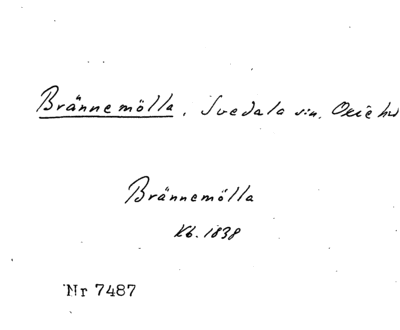 Brännemölla, Svedala sn. Oxie hd
Brännemölla
Kb. 1838
Nr 7487